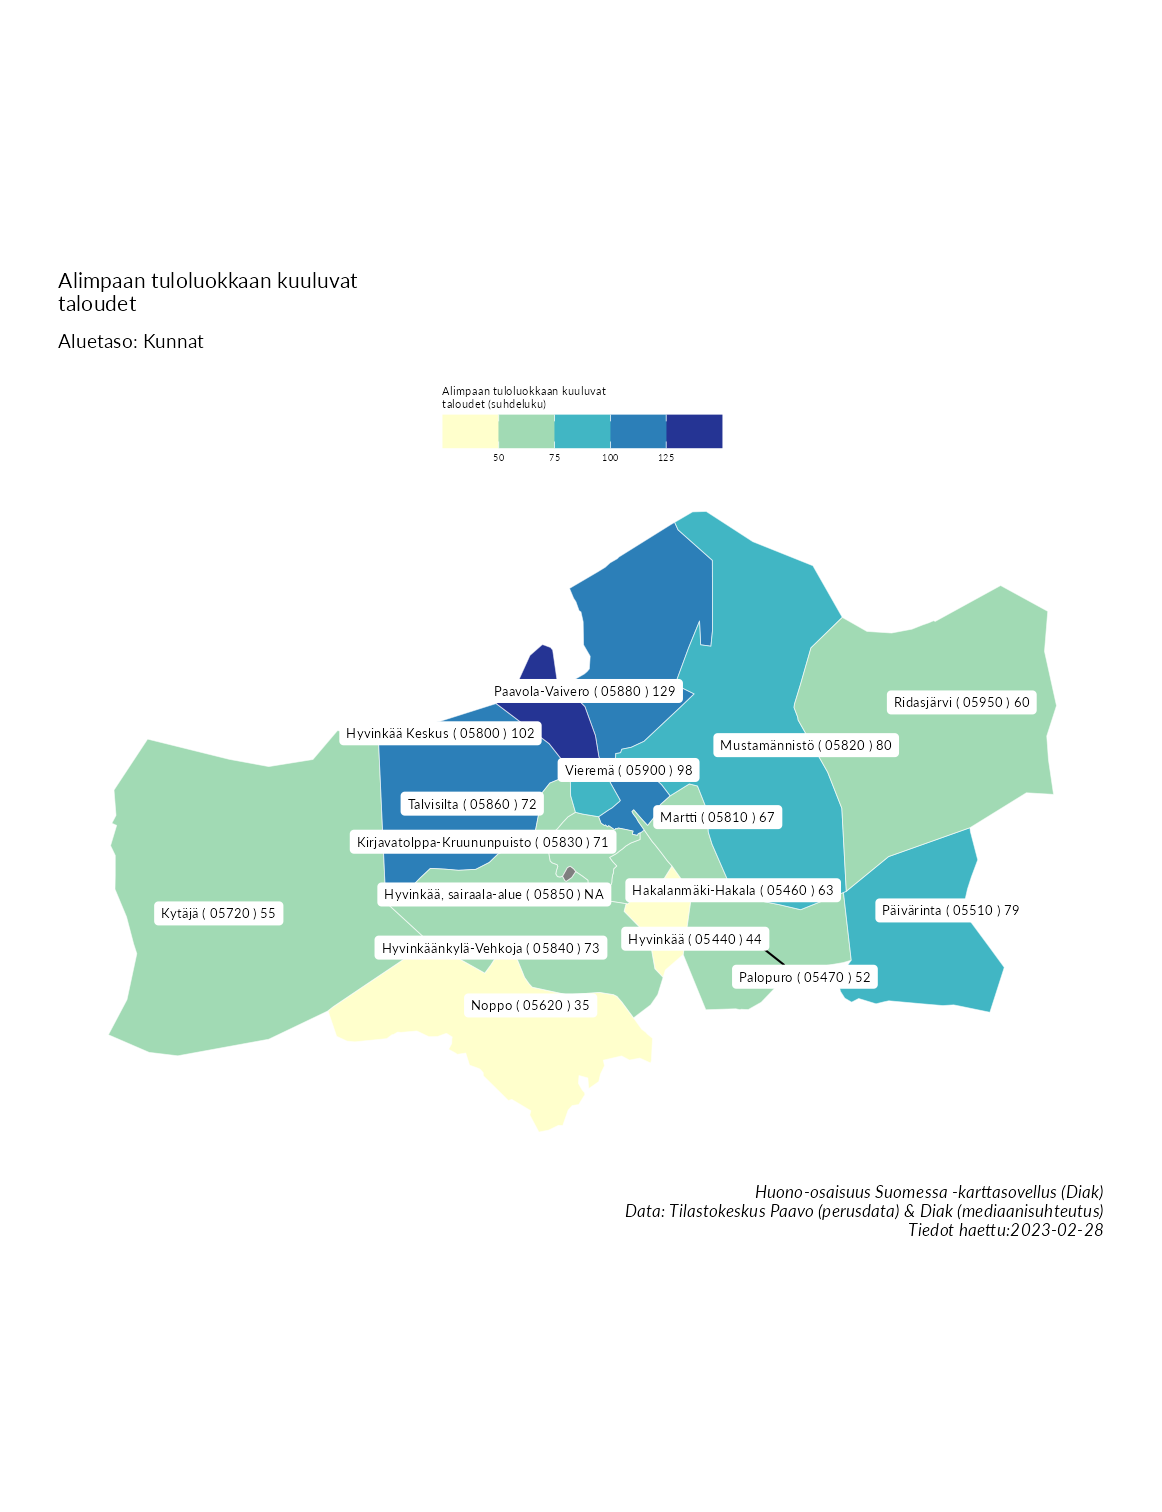 Alimpaan tuloluokkaan kuuluvat
taloudet
Aluetaso: Kunnat
Alimpaan tuloluokkaan kuuluvat
taloudet (suhdeluku)
50 75 100 125
Paavola-Vaivero ( 05880 ) 129
Ridasjärvi ( 05950 ) 60
Hyvinkää Keskus ( 05800 ) 102
Mustamännistö ( 05820 ) 80
Vieremä ( 05900 ) 98
Talvisilta ( 05860 ) 72
Martti ( 05810 ) 67
Kirjavatolppa-Kruununpuisto ( 05830 ) 71
Hyvinkää, sairaala-alue ( 05850 ) NA
Hakalanmäki-Hakala ( 05460 ) 63
Kytäjä ( 05720 ) 55
Päivärinta ( 05510 ) 79
Hyvinkää ( 05440 ) 44
Hyvinkäänkylä-Vehkoja ( 05840 ) 73
Palopuro ( 05470 ) 52
Noppo ( 05620 ) 35
Huono-osaisuus Suomessa -karttasovellus (Diak)
Data: Tilastokeskus Paavo (perusdata) & Diak (mediaanisuhteutus)
Tiedot haettu:2023-02-28